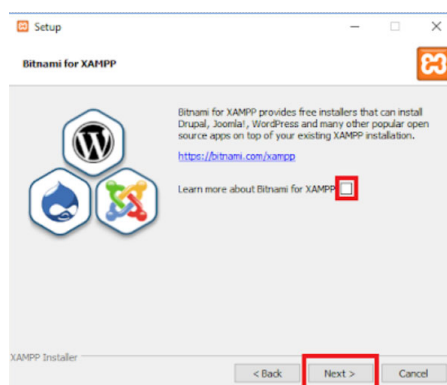 Setup
Bitnami for XAMPP
Bitnami for XAMPP provides free installers that can install
Drupal, Joomla!, WordPress and many other popular open
source apps on top of your existing XAMPP installation.
https://bitnami.com/xampp
Learn more about Bitnami for XAMPP
XAMPP Installer
< Back
Next >
Cancel